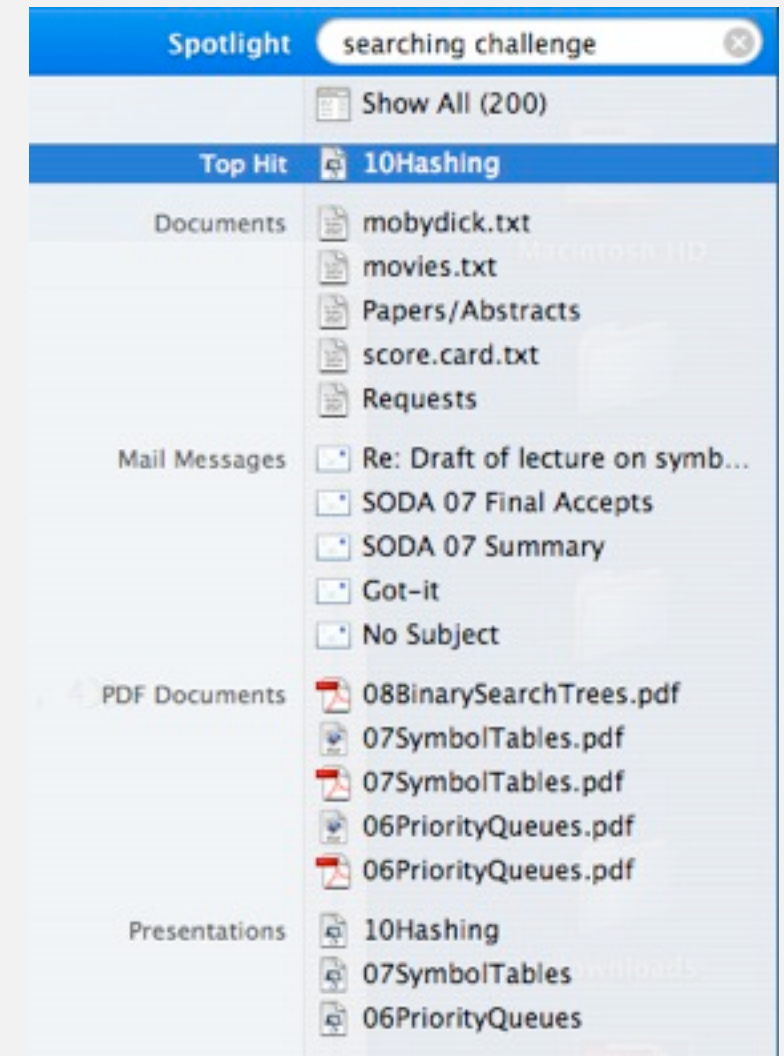 Spotlight searching challenge
Show All (200)
Top Hit 10Hashing
Documents mobydick.txt
Macintosh HD
movies.txt
Papers/Abstracts
score.card.txt
Requests
Mail Messages Re: Draft of lecture on symb...
SODA 07 Final Accepts
SODA 07 Summary
Got-it
No Subject
PDF Documents 08BinarySearchTrees.pdf
07SymbolTables.pdf
07SymbolTables.pdf
06PriorityQueues.pdf
06PriorityQueues.pdf
Presentations 10Hashing
07SymbolTables
06PriorityQueues